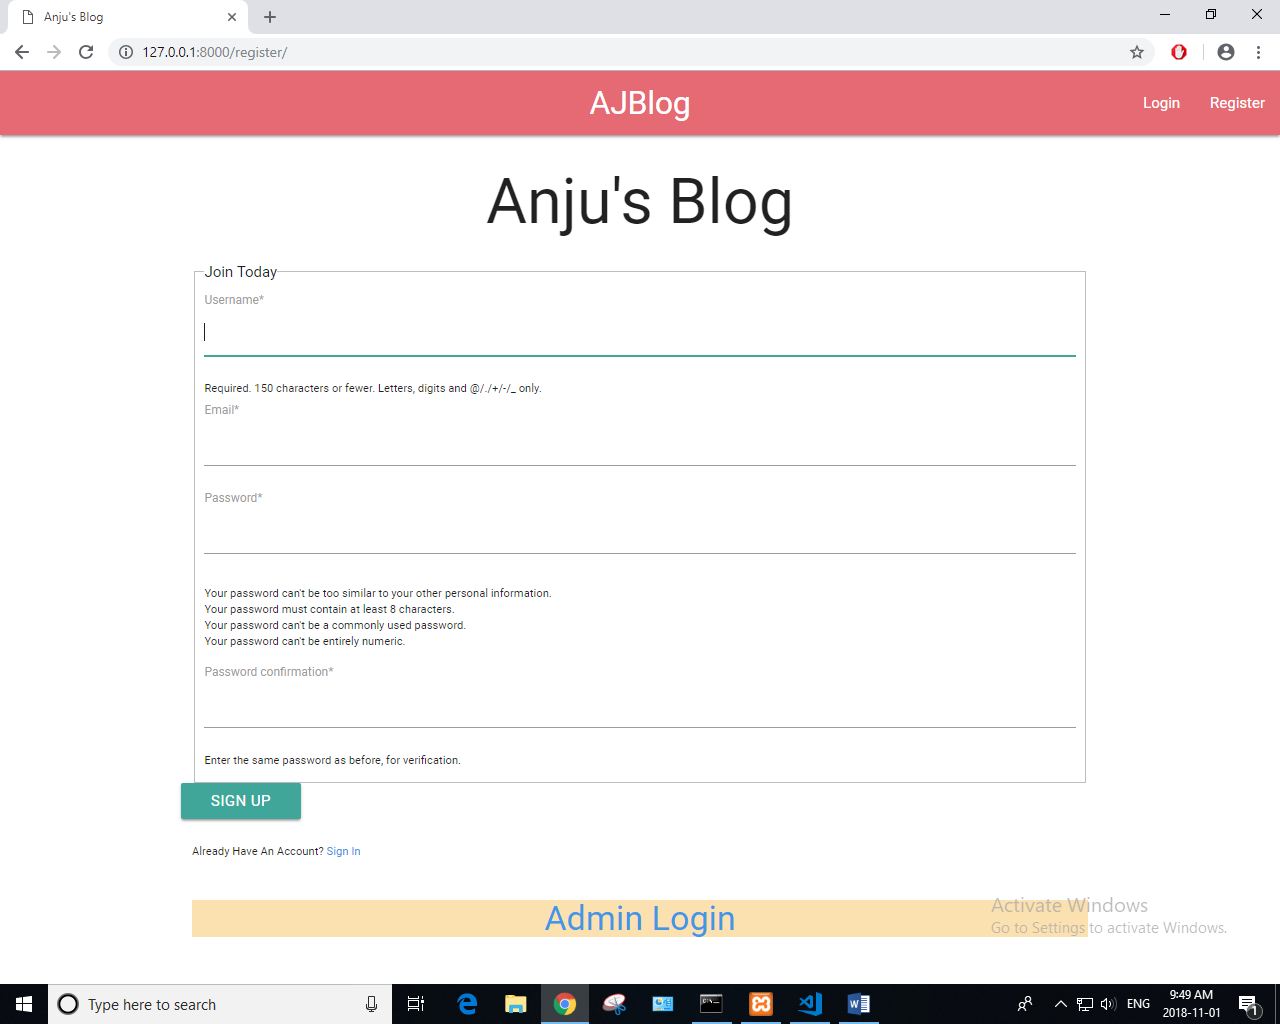 Anju's Blog
127.0.0.1:8000/register/
AJBlog
Login
Register
Anju's Blog
Join Today
Username*
Required. 150 characters or fewer. Letters, digits and @/./+/-/_ only.
Email*
Password*
Your password can't be too similar to your other personal information.
Your password must contain at least 8 characters.
Your password can't be a commonly used password.
Your password can't be entirely numeric.
Password confirmation*
Enter the same password as before, for verification.
SIGN UP
Already Have An Account? Sign In
Admin Login
Activate Windows
Go to Settings to activate Windows.
Type here to search
ENG
9:49 AM
2018-11-01
1